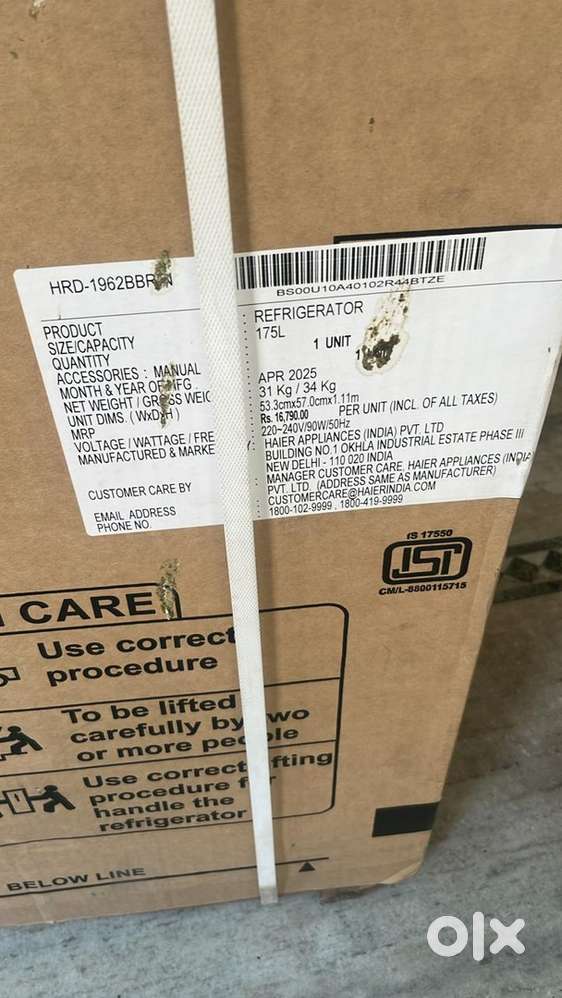 HRD-1962BBR
BS00U10A40102R44BTZE
PRODUCT : REFRIGERATOR
SIZE/CAPACITY : 175L
QUANTITY : 1 UNIT
ACCESSORIES : MANUAL
MONTH & YEAR OF MFG : APR 2025
NET WEIGHT / GROSS WEIG 31 Kg / 34 Kg
UNIT DIMS. (WxDxH) : 53.3cmx57.0cmx1.11m
MRP : Rs. 16,790.00 PER UNIT (INCL. OF ALL TAXES)
VOLTAGE / WATTAGE / FRE 220~240V/90W/50Hz
MANUFACTURED & MARKE HAIER APPLIANCES (INDIA) PVT. LTD
BUILDING NO.1 OKHLA INDUSTRIAL ESTATE PHASE III
NEW DELHI - 110 020 INDIA
CUSTOMER CARE BY : MANAGER CUSTOMER CARE, HAIER APPLIANCES (INDIA
PVT. LTD. (ADDRESS SAME AS MANUFACTURER)
EMAIL ADDRESS : CUSTOMERCARE@HAIERINDIA.COM
PHONE NO. : 1800-102-9999 , 1800-419-9999
IS 17550
ISI
CM/L-8800115715
CARE
Use correct
procedure
To be lifted
carefully by two
or more people
Use correct lifting
procedure for
handle the
refrigerator
BELOW LINE
olx